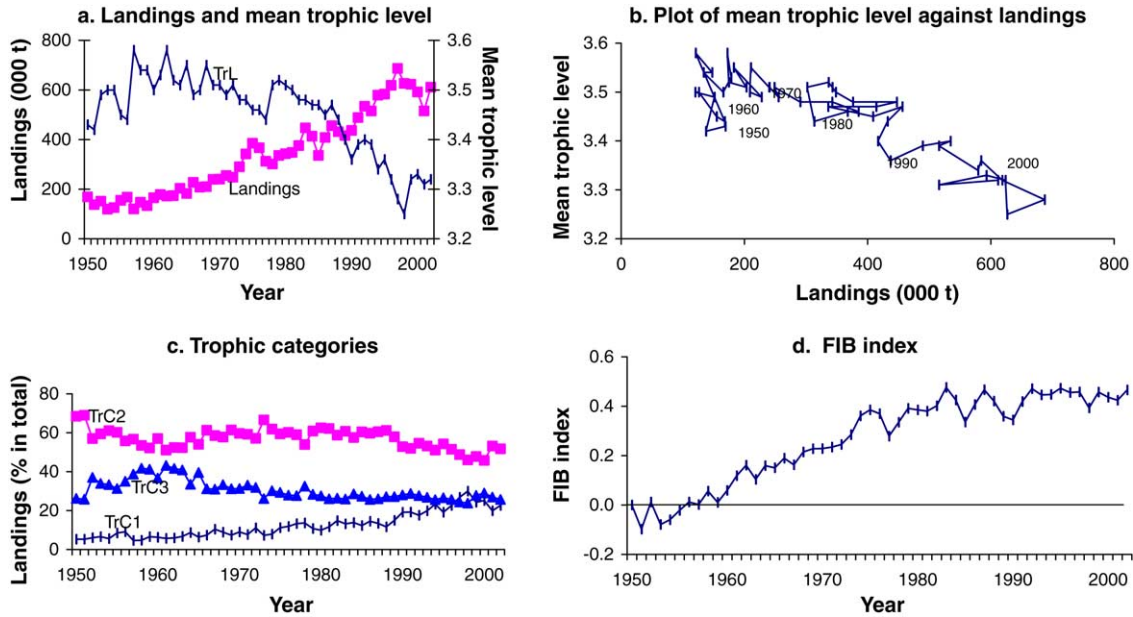 a. Landings and mean trophic level
Landings (000 t)
800
600
400
200
0
3.6
3.5
3.4
3.3
3.2
Mean trophic level
TrL
Landings
1950 1960 1970 1980 1990 2000
Year
b. Plot of mean trophic level against landings
Mean trophic level
3.6
3.5
3.4
3.3
3.2
1970
1960
1950
1980
1990
2000
0 200 400 600 800
Landings (000 t)
c. Trophic categories
Landings (% in total)
80
60
40
20
0
TrC2
TrC3
TrC1
1950 1960 1970 1980 1990 2000
Year
d. FIB index
FIB index
0.6
0.4
0.2
0.0
-0.2
1950 1960 1970 1980 1990 2000
Year